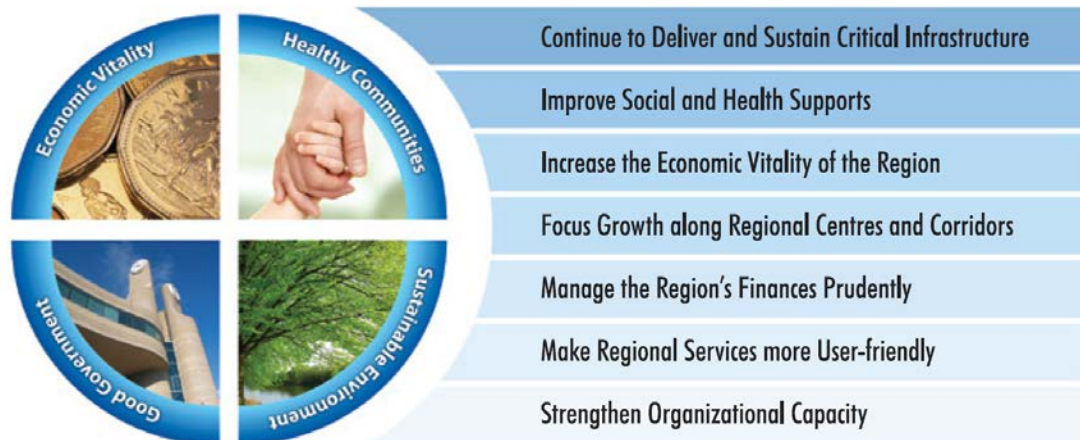 Economic Vitality
Healthy Communities
Good Government
Sustainable Environment
Continue to Deliver and Sustain Critical Infrastructure
Improve Social and Health Supports
Increase the Economic Vitality of the Region
Focus Growth along Regional Centres and Corridors
Manage the Region's Finances Prudently
Make Regional Services more User-friendly
Strengthen Organizational Capacity